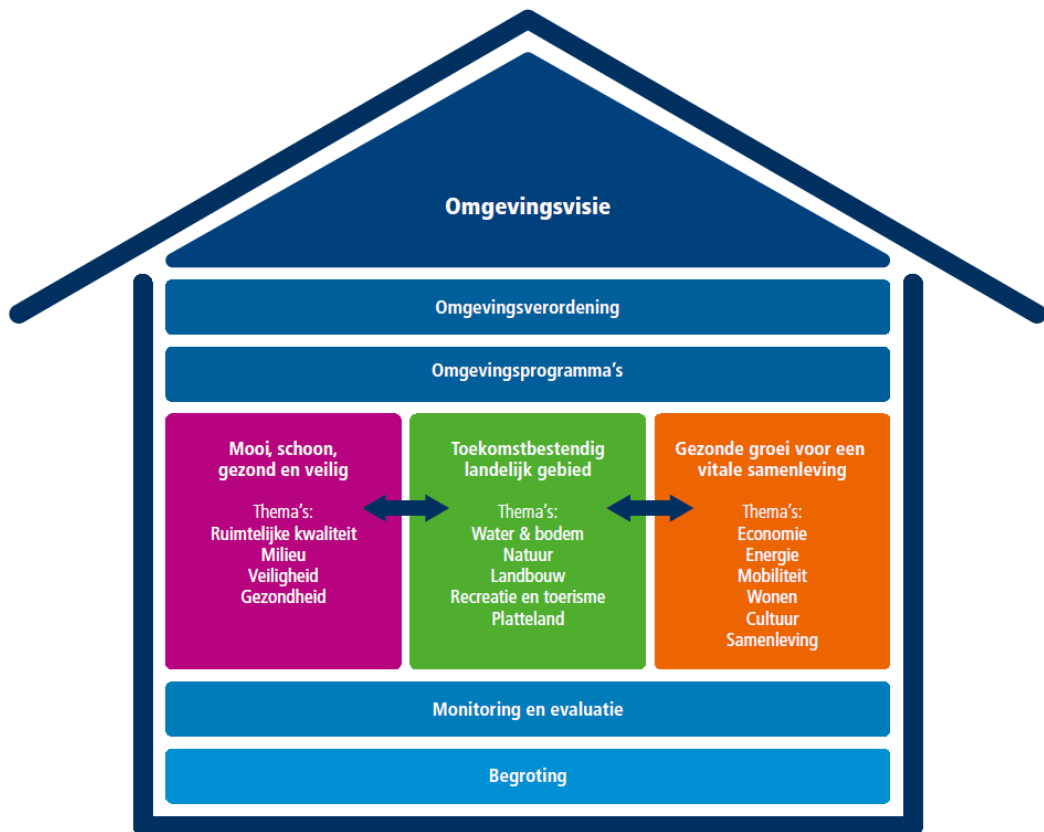 Omgevingsvisie
Omgevingsverordening
Omgevingsprogramma's
Mooi, schoon,
gezond en veilig
Thema's:
Ruimtelijke kwaliteit
Milieu
Veiligheid
Gezondheid
Toekomstbestendig
landelijk gebied
Thema's:
Water & bodem
Natuur
Landbouw
Recreatie en toerisme
Platteland
Gezonde groei voor een
vitale samenleving
Thema's:
Economie
Energie
Mobiliteit
Wonen
Cultuur
Samenleving
Monitoring en evaluatie
Begroting